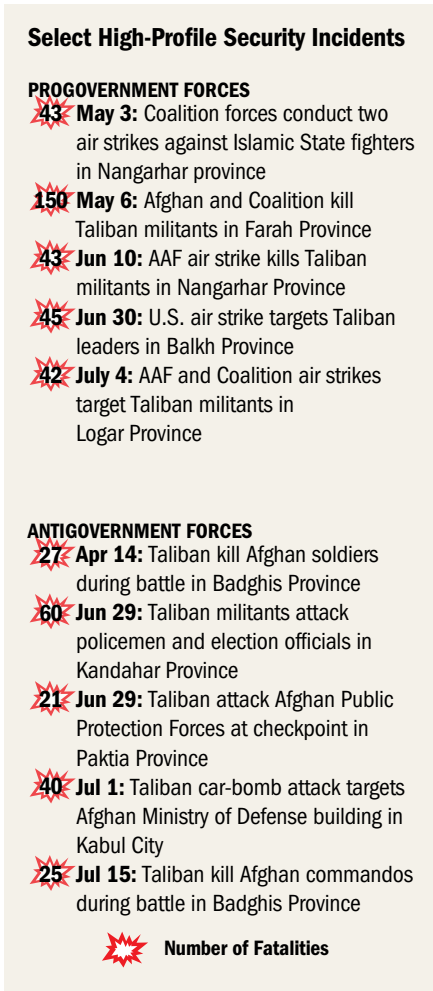 Select High-Profile Security Incidents
PROGOVERNMENT FORCES
43 May 3: Coalition forces conduct two
air strikes against Islamic State fighters
in Nangarhar province
150 May 6: Afghan and Coalition kill
Taliban militants in Farah Province
43 Jun 10: AAF air strike kills Taliban
militants in Nangarhar Province
45 Jun 30: U.S. air strike targets Taliban
leaders in Balkh Province
42 July 4: AAF and Coalition air strikes
target Taliban militants in
Logar Province
ANTIGOVERNMENT FORCES
27 Apr 14: Taliban kill Afghan soldiers
during battle in Badghis Province
60 Jun 29: Taliban militants attack
policemen and election officials in
Kandahar Province
21 Jun 29: Taliban attack Afghan Public
Protection Forces at checkpoint in
Paktia Province
40 Jul 1: Taliban car-bomb attack targets
Afghan Ministry of Defense building in
Kabul City
25 Jul 15: Taliban kill Afghan commandos
during battle in Badghis Province
Number of Fatalities